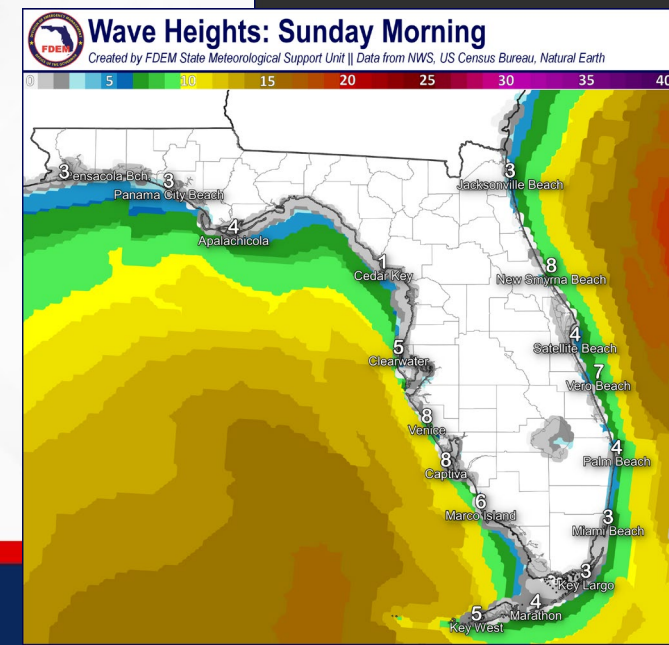 FDEM
Wave Heights: Sunday Morning
Created by FDEM State Meteorological Support Unit || Data from NWS, US Census Bureau, Natural Earth
0 5 10 15 20 25 30 35 40
3
Pensacola Bch.
3
Panama City Beach
4
Apalachicola
3
Jacksonville Beach
1
Cedar Key
8
New Smyrna Beach
5
Clearwater
4
Satellite Beach
7
Vero Beach
8
Venice
8
Captiva
4
Palm Beach
6
Marco Island
3
Miami Beach
3
Key Largo
4
Marathon
5
Key West